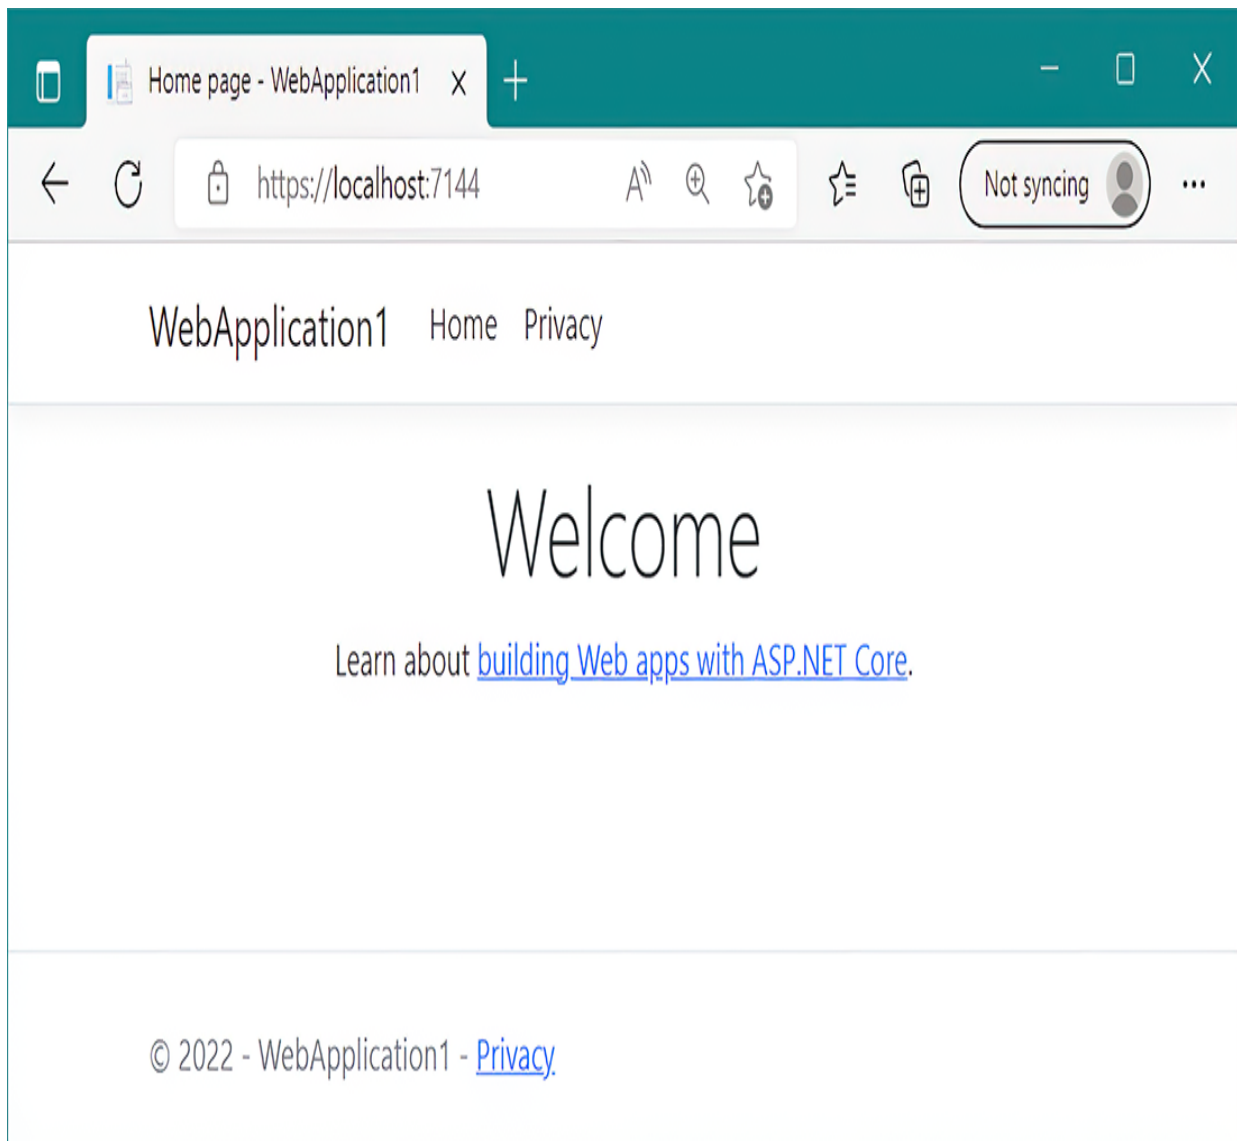 Home page - WebApplication1
https://localhost:7144
Not syncing
WebApplication1 Home Privacy
Welcome
Learn about building Web apps with ASP.NET Core.
© 2022 - WebApplication1 - Privacy